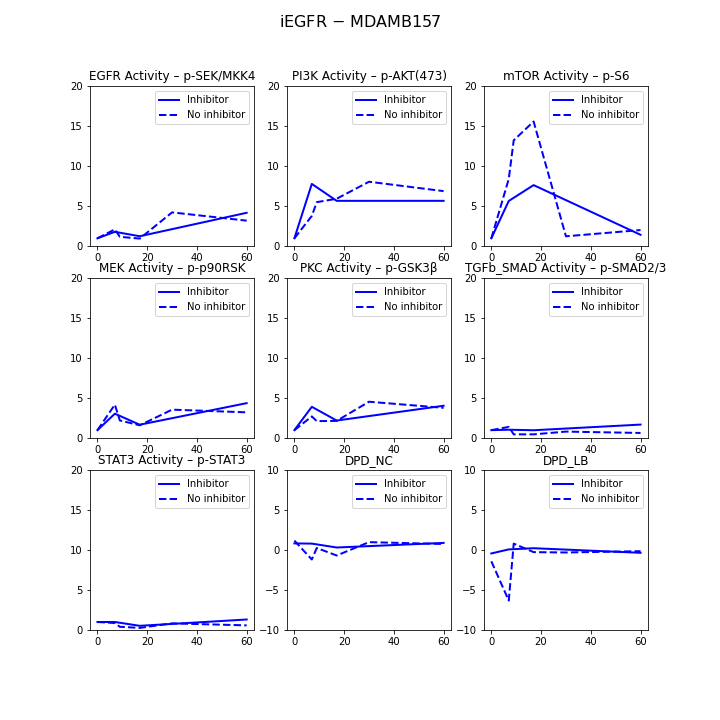 iEGFR − MDAMB157
EGFR Activity – p-SEK/MKK4
PI3K Activity – p-AKT(473)
mTOR Activity – p-S6
20
15
10
5
0
0 20 40 60
Inhibitor
No inhibitor
20
15
10
5
0
0 20 40 60
Inhibitor
No inhibitor
20
15
10
5
0
0 20 40 60
Inhibitor
No inhibitor
MEK Activity – p-p90RSK
PKC Activity – p-GSK3β
TGFb_SMAD Activity – p-SMAD2/3
20
15
10
5
0
0 20 40 60
Inhibitor
No inhibitor
20
15
10
5
0
0 20 40 60
Inhibitor
No inhibitor
20
15
10
5
0
0 20 40 60
Inhibitor
No inhibitor
STAT3 Activity – p-STAT3
DPD_NC
DPD_LB
20
15
10
5
0
0 20 40 60
Inhibitor
No inhibitor
10
5
0
−5
−10
0 20 40 60
Inhibitor
No inhibitor
10
5
0
−5
−10
0 20 40 60
Inhibitor
No inhibitor